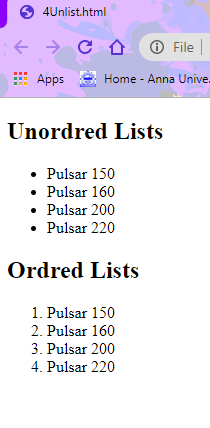 4Unlist.html
File
Apps
Home - Anna Unive.
Unordred Lists
Pulsar 150
Pulsar 160
Pulsar 200
Pulsar 220
Ordred Lists
1. Pulsar 150
2. Pulsar 160
3. Pulsar 200
4. Pulsar 220